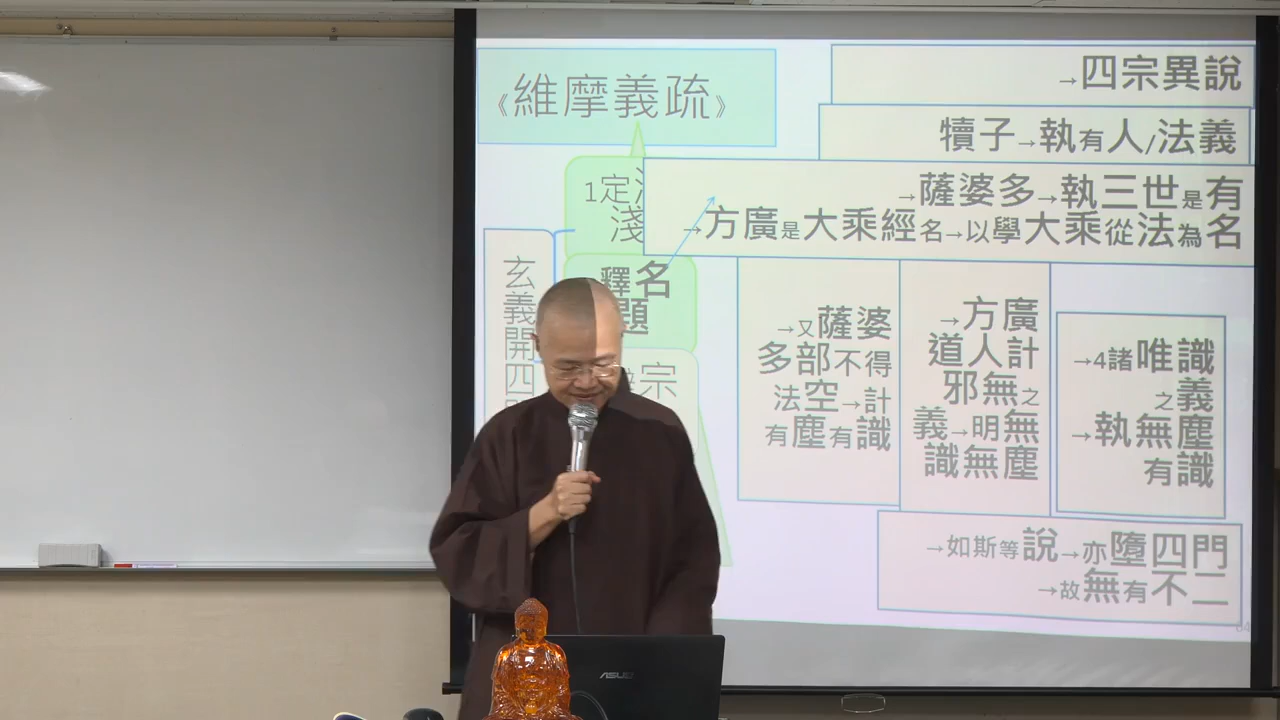 《維摩義疏》
→四宗異說
犢子→執有人/法義
→薩婆多→執三世是有
→方廣是大乘經名→以學大乘從法為名
1定
淺
釋名
題
宗
玄
義
開
四
→又薩婆
多部不得
法空→計
有塵有識
→方廣
道人計
邪無之
義→明無
識無塵
→4諸唯識
之義
→執無塵
有識
→如斯等說→亦墮四門
→故無有不二
ASUS